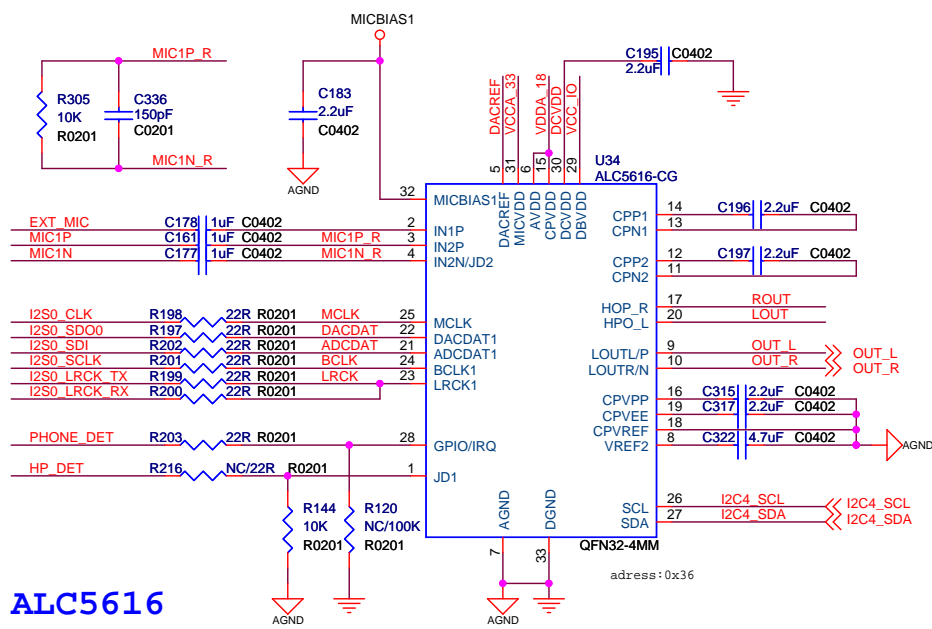 MICBIAS1
MIC1P_R
R305
10K
R0201
C336
150pF
C0201
MIC1N_R
C183
2.2uF
C0402
AGND
C195 C0402
2.2uF
DACREF
VCCA_33
VDDA_18
DCVDD
VCC_IO
5
31
6
15
30
29
U34
ALC5616-CG
32 MICBIAS1
DACREF
MICVDD
AVDD
CPVDD
DCVDD
DBVDD
EXT_MIC C178 1uF C0402 2 IN1P
MIC1P C161 1uF C0402 MIC1P_R 3 IN2P
MIC1N C177 1uF C0402 MIC1N_R 4 IN2N/JD2
CPP1 14 C196 2.2uF C0402
CPN1 13
CPP2 12 C197 2.2uF C0402
CPN2 11
I2S0_CLK R198 22R R0201 MCLK 25 MCLK
I2S0_SDO0 R197 22R R0201 DACDAT 22 DACDAT1
I2S0_SDI R202 22R R0201 ADCDAT 21 ADCDAT1
I2S0_SCLK R201 22R R0201 BCLK 24 BCLK1
I2S0_LRCK_TX R199 22R R0201 LRCK 23 LRCK1
I2S0_LRCK_RX R200 22R R0201
HOP_R 17 ROUT
HPO_L 20 LOUT
LOUTL/P 9 OUT_L OUT_L
LOUTR/N 10 OUT_R OUT_R
CPVPP 16 C315 2.2uF C0402
CPVEE 19 C317 2.2uF C0402
CPVREF 18
VREF2 8 C322 4.7uF C0402
AGND
PHONE_DET R203 22R R0201 28 GPIO/IRQ
HP_DET R216 NC/22R R0201 1 JD1
R144
10K
R0201
R120
NC/100K
R0201
AGND
DGND
SCL 26 I2C4_SCL I2C4_SCL
SDA 27 I2C4_SDA I2C4_SDA
7
33
QFN32-4MM
adress:0x36
ALC5616
AGND
AGND